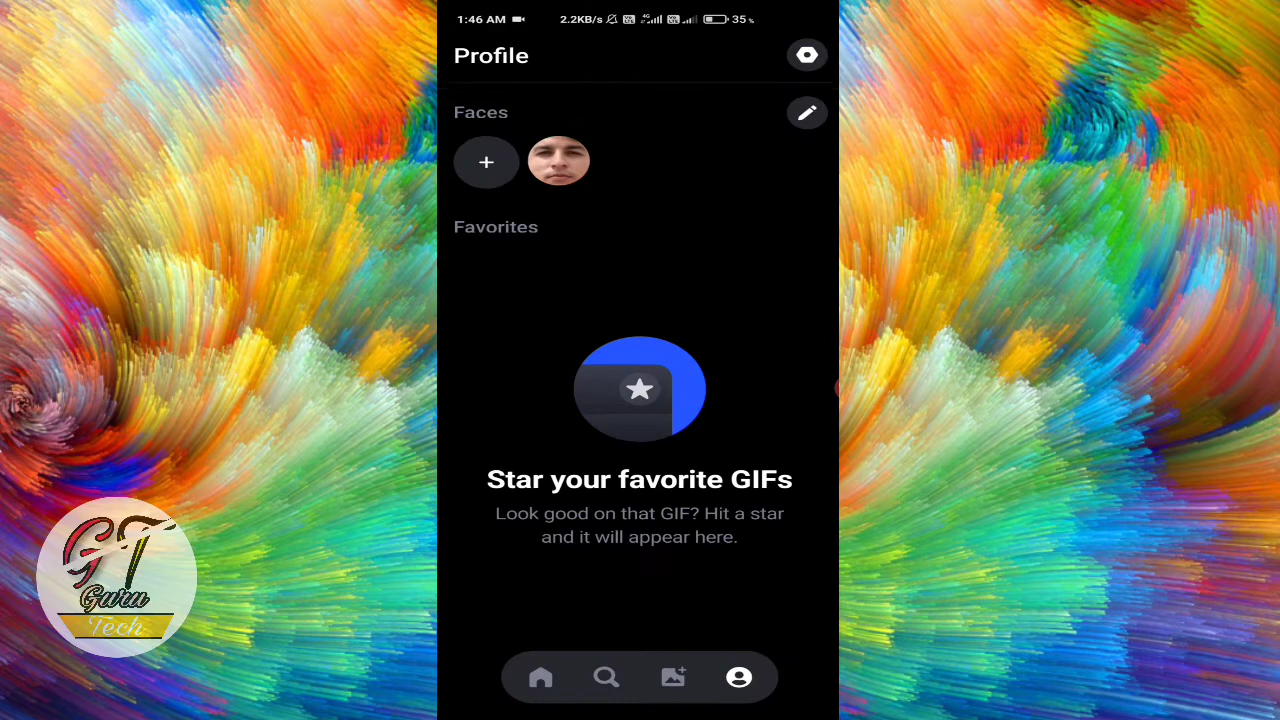 1:46 AM 2.2KB/s 4G 35 %
Profile
Faces
Favorites
Star your favorite GIFs
Look good on that GIF? Hit a star
and it will appear here.
GT
Guru
Tech